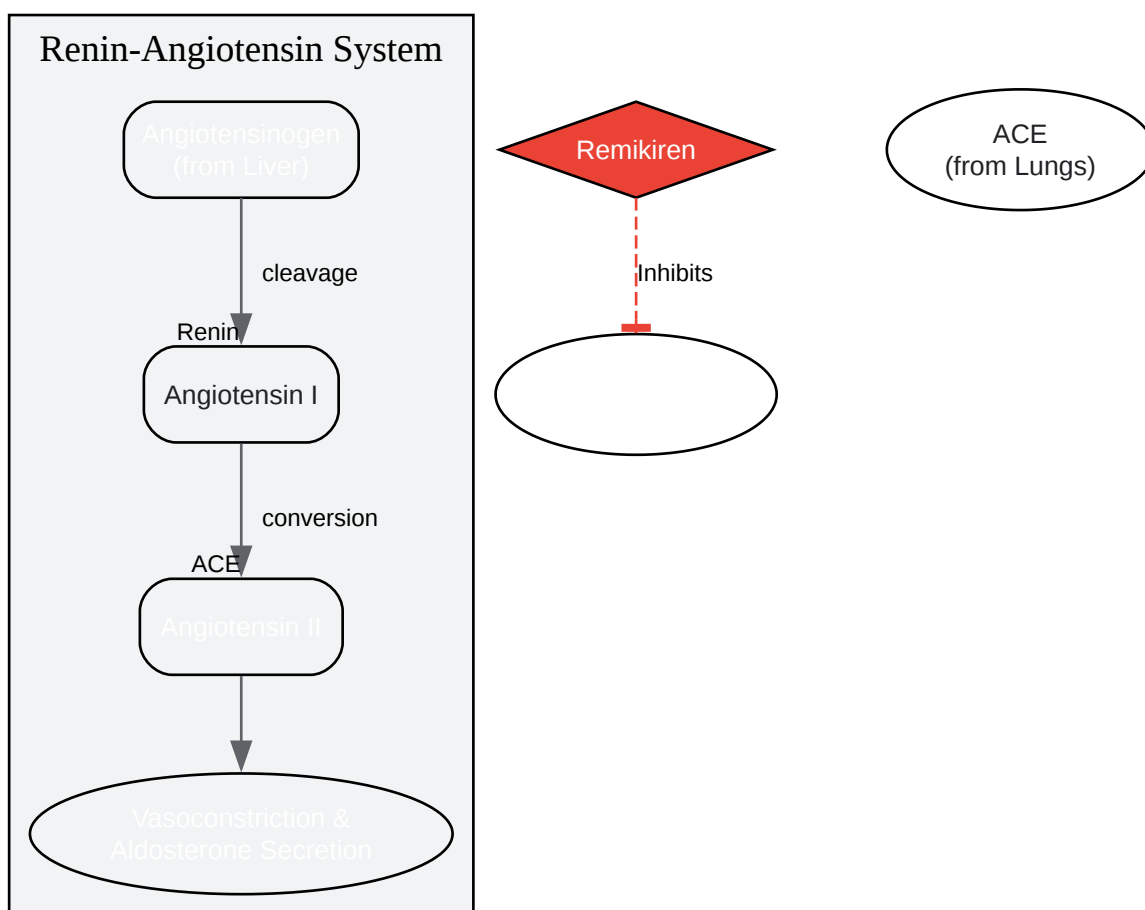 Renin-Angiotensin System
Angiotensinogen
(from Liver)
Remikiren
ACE
(from Lungs)
cleavage
Inhibits
Renin
Angiotensin I
conversion
ACE
Angiotensin II
Vasoconstriction &
Aldosterone Secretion